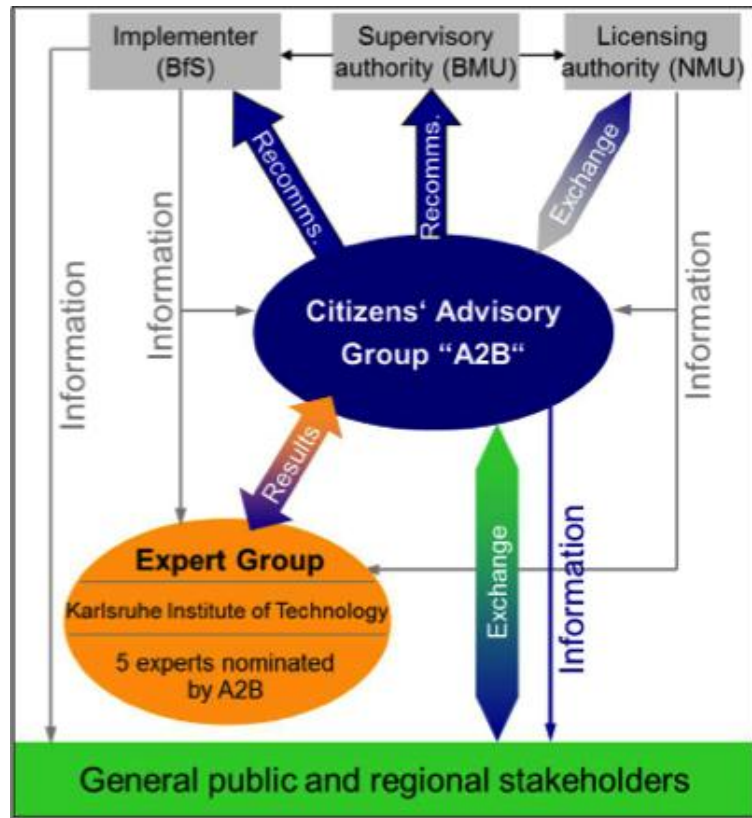 Implementer
(BfS)
Supervisory
authority (BMU)
Licensing
authority (NMU)
Recomms.
Recomms.
Exchange
Information
Information
Information
Citizens‘ Advisory
Group "A2B“
Results
Expert Group
Karlsruhe Institute of Technology
5 experts nominated
by A2B
Exchange
Information
General public and regional stakeholders